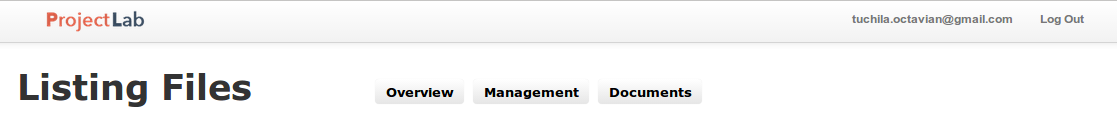 ProjectLab tuchila.octavian@gmail.com Log Out
Listing Files Overview Management Documents